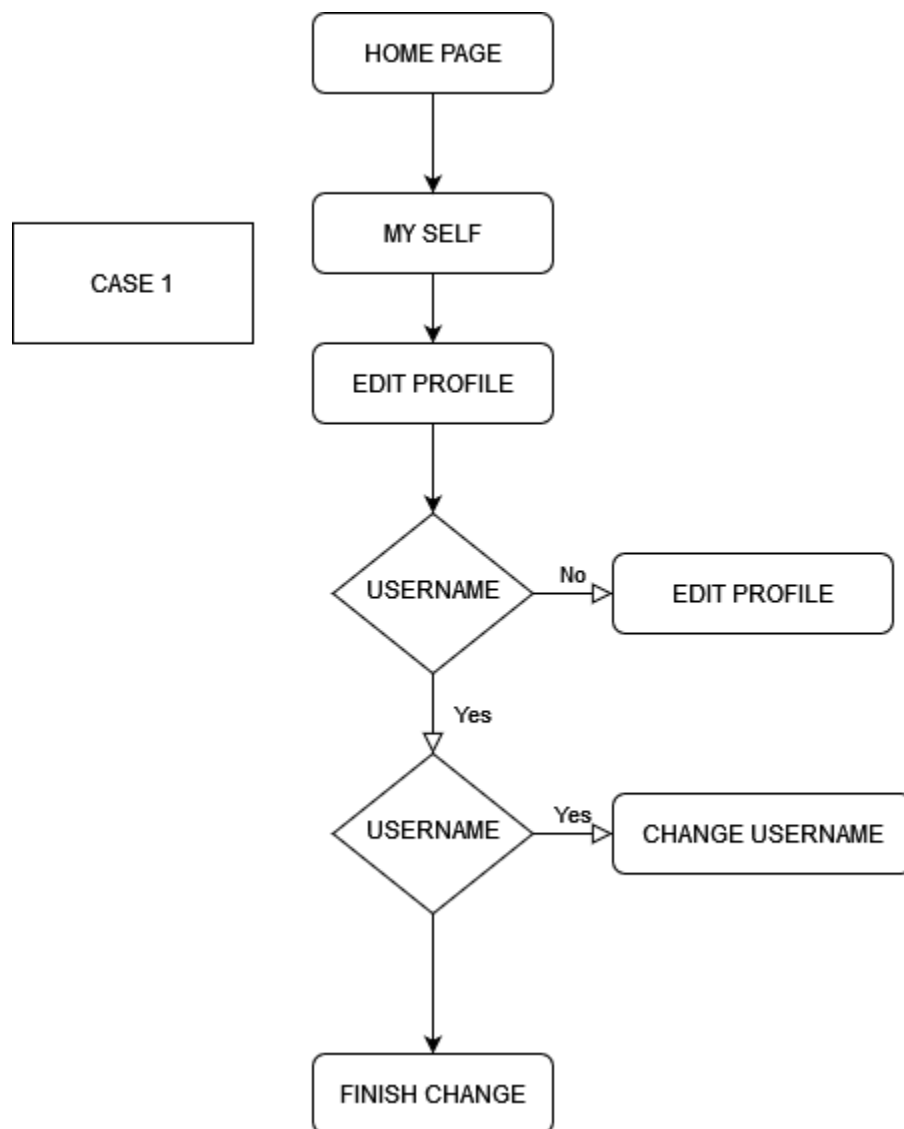 HOME PAGE
MY SELF
CASE 1
EDIT PROFILE
USERNAME
No
EDIT PROFILE
Yes
USERNAME
Yes
CHANGE USERNAME
FINISH CHANGE